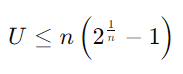 U ≤ n (2^{1/n} − 1)